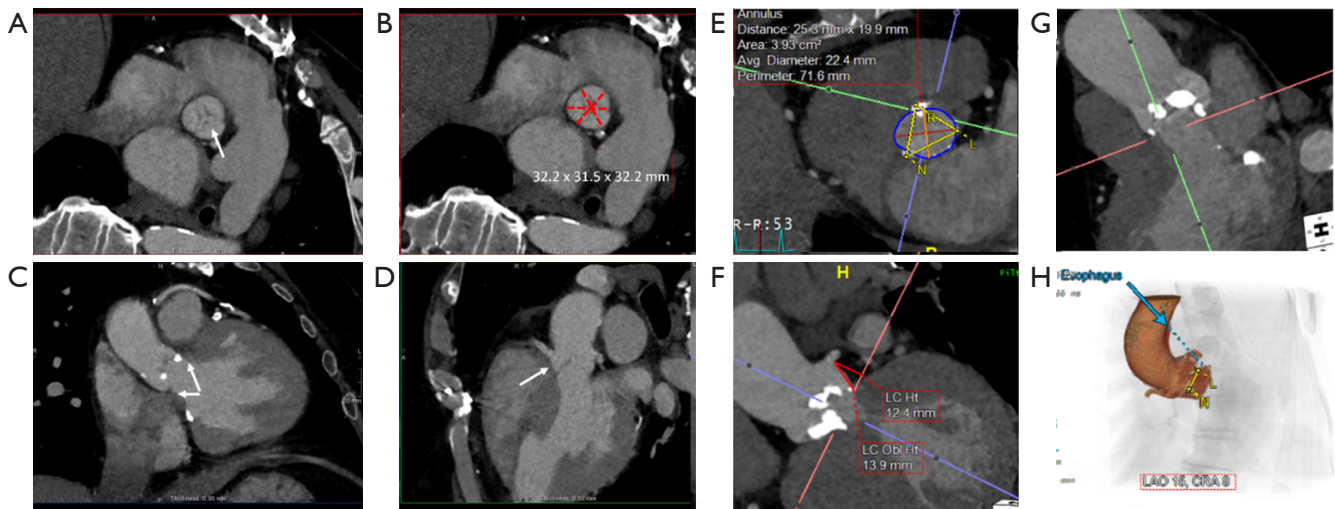 A
B
32.2 x 31.5 x 32.2 mm
E
Annulus
Distance: 25.3 mm x 19.9 mm
Area: 3.93 cm²
Avg. Diameter: 22.4 mm
Perimeter: 71.6 mm
R
L
N
R-R:53
G
H
C
D
F
H
Filt
LC Ht
12.4 mm
LC Obl Ht
13.9 mm
H
Esophagus
L
N
LAO 15, CRA 8